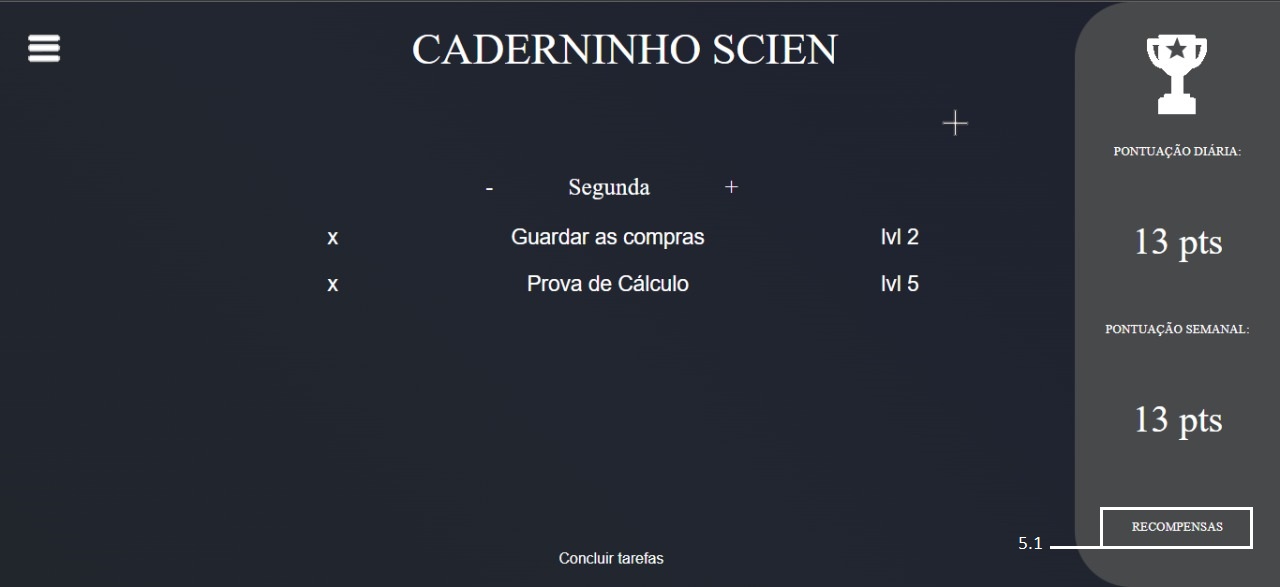 CADERNINHO SCIEN
+
- Segunda +
x Guardar as compras lvl 2
x Prova de Cálculo lvl 5
Concluir tarefas
PONTUAÇÃO DIÁRIA:
13 pts
PONTUAÇÃO SEMANAL:
13 pts
RECOMPENSAS
5.1